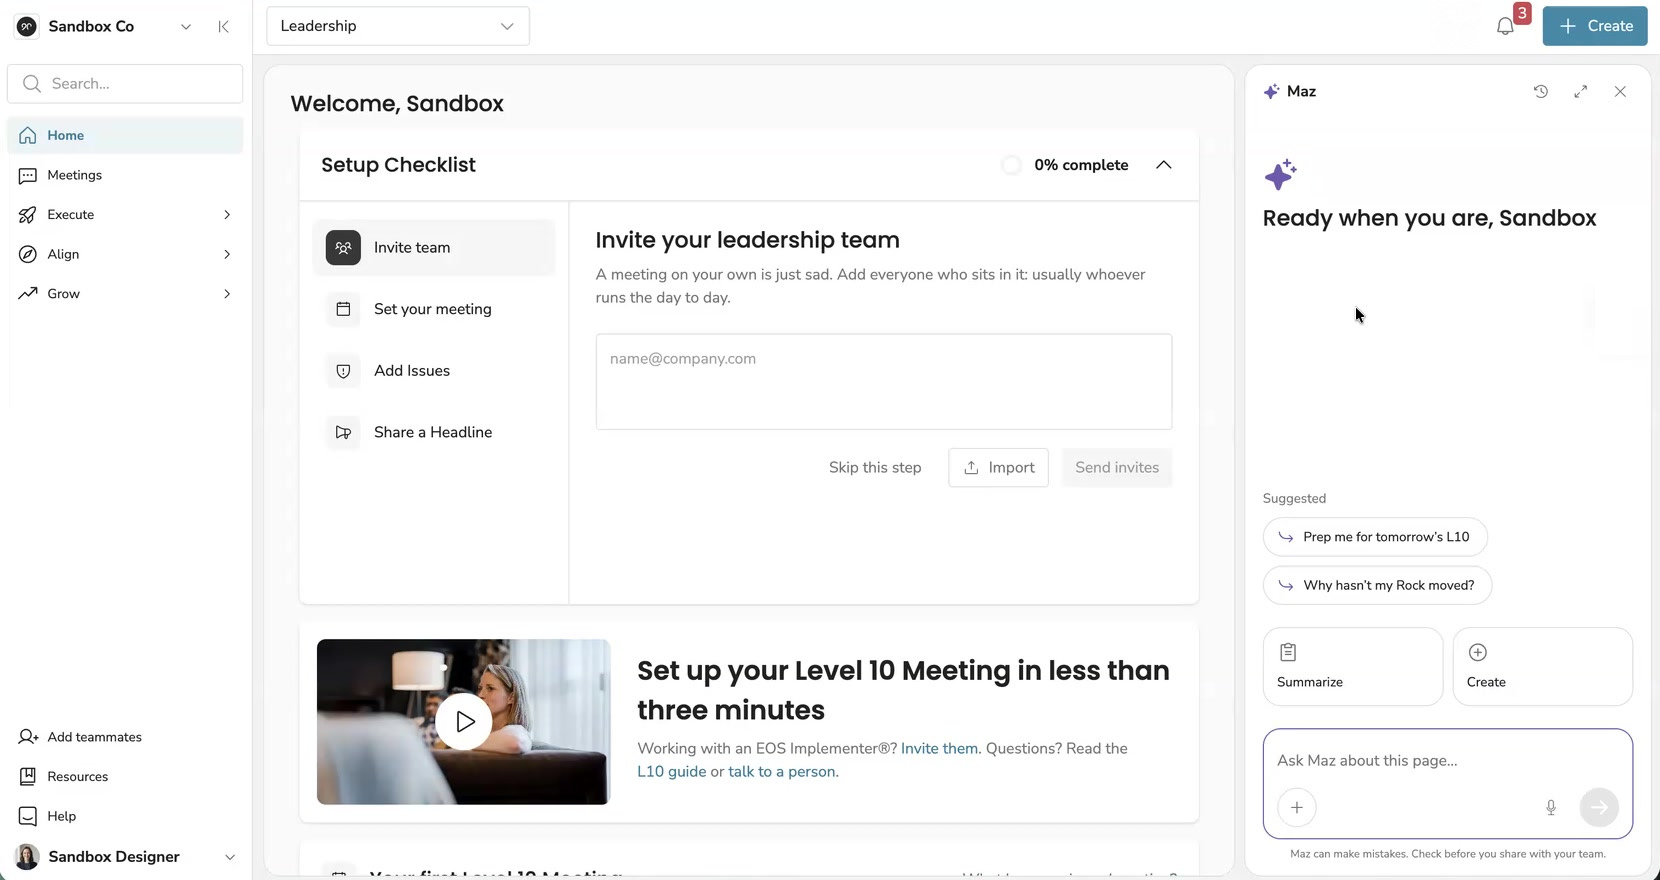 Sandbox Co
Search...
Home
Meetings
Execute
Align
Grow
Add teammates
Resources
Help
Sandbox Designer
Leadership
3
Create
Welcome, Sandbox
Setup Checklist
0% complete
Invite team
Set your meeting
Add Issues
Share a Headline
Invite your leadership team
A meeting on your own is just sad. Add everyone who sits in it: usually whoever
runs the day to day.
name@company.com
Skip this step
Import
Send invites
Set up your Level 10 Meeting in less than
three minutes
Working with an EOS Implementer®? Invite them. Questions? Read the
L10 guide or talk to a person.
Your first Level 10 Meeting
Maz
Ready when you are, Sandbox
Suggested
Prep me for tomorrow's L10
Why hasn't my Rock moved?
Summarize
Create
Ask Maz about this page...
Maz can make mistakes. Check before you share with your team.